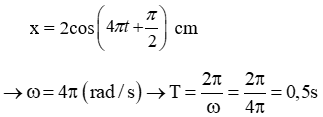 x = 2cos(4πt + π/2) cm
→ ω = 4π (rad / s) → T = 2π/ω = 2π/4π = 0,5s